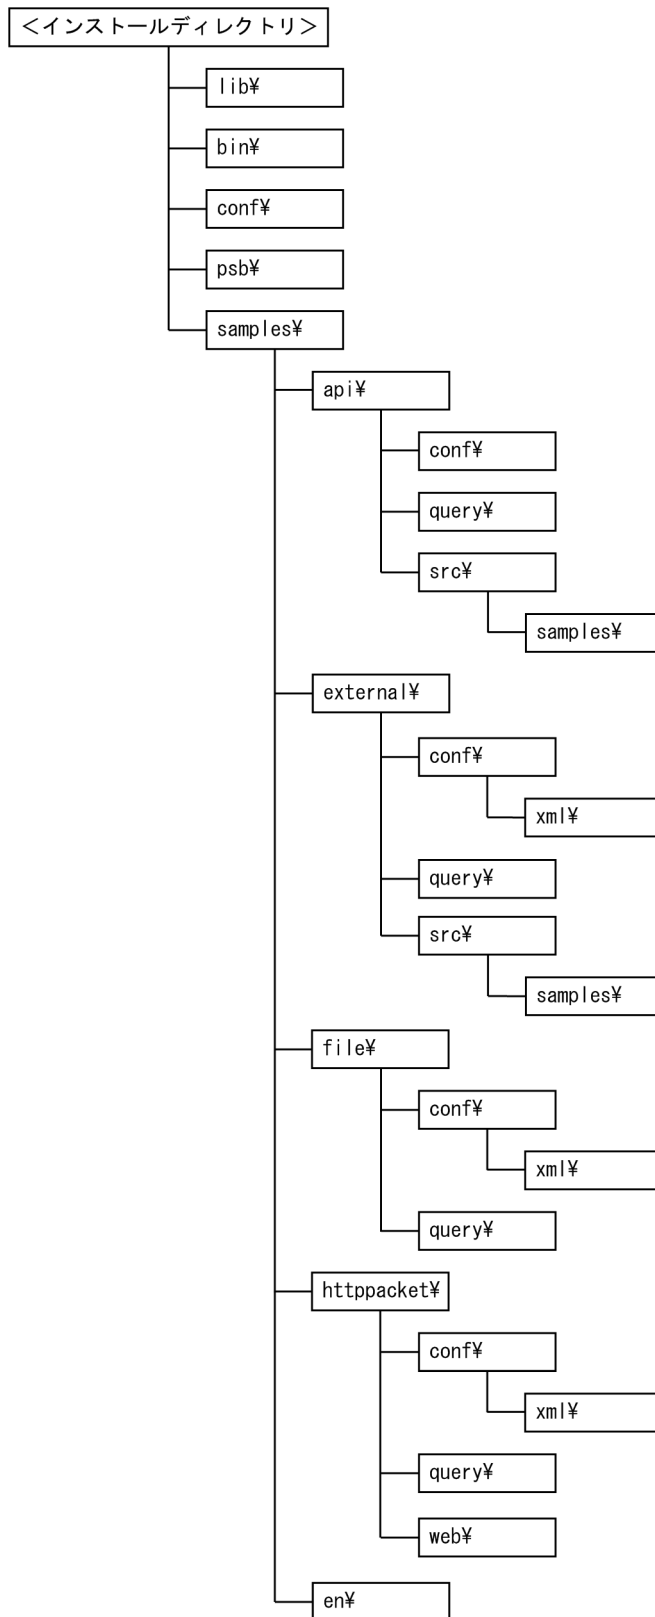 ＜インストールディレクトリ＞
lib¥
bin¥
conf¥
psb¥
samples¥
api¥
conf¥
query¥
src¥
samples¥
external¥
conf¥
xml¥
query¥
src¥
samples¥
file¥
conf¥
xml¥
query¥
httppacket¥
conf¥
xml¥
query¥
web¥
en¥